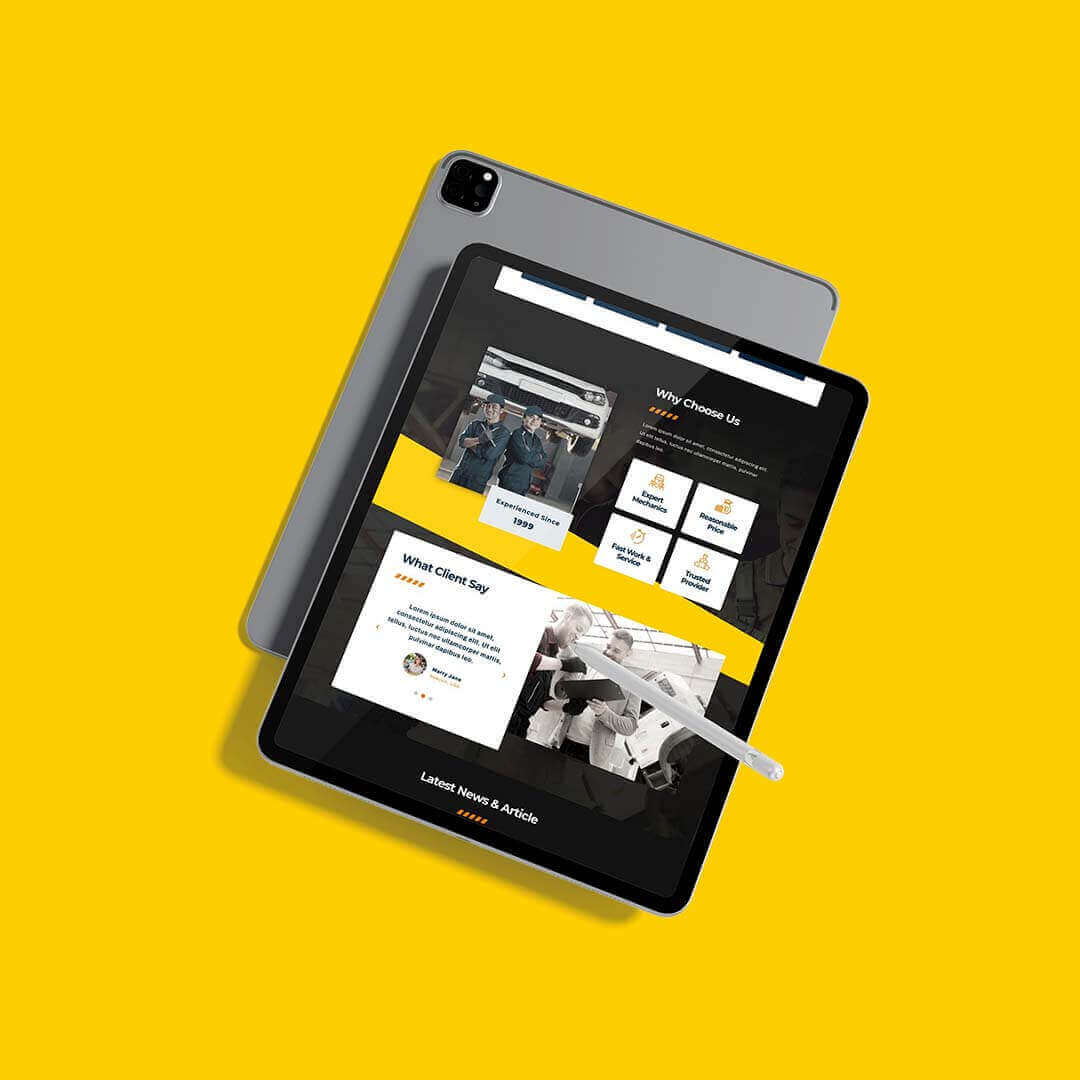 Why Choose Us
Lorem ipsum dolor sit amet, consectetur adipiscing elit.
Ut elit tellus, luctus nec ullamcorper mattis, pulvinar
dapibus leo.
Expert
Mechanics
Reasonable
Price
Fast Work &
Service
Trusted
Provider
Experienced Since
1999
What Client Say
Lorem ipsum dolor sit amet,
consectetur adipiscing elit. Ut elit
tellus, luctus nec ullamcorper mattis,
pulvinar dapibus leo.
Marry Jane
Latest News & Article